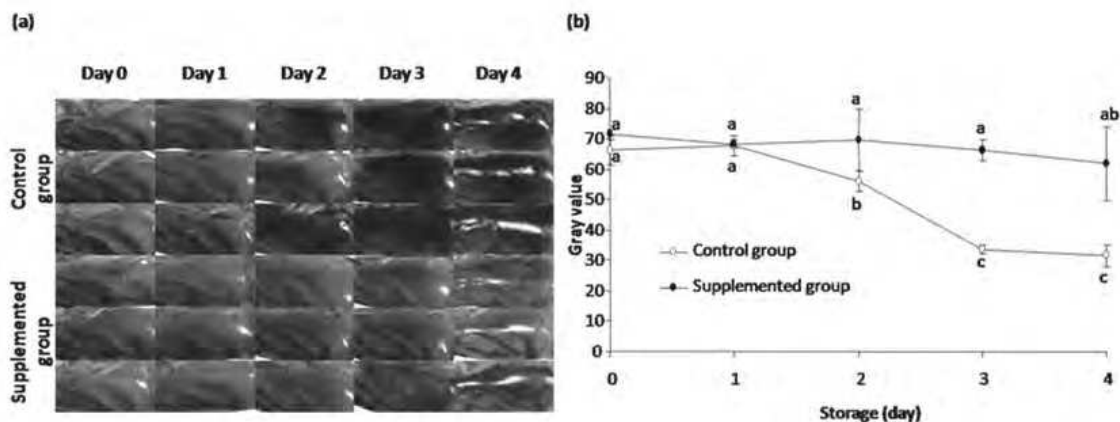 (a)
Day 0 Day 1 Day 2 Day 3 Day 4
Control
group
Supplemented
group
(b)
Gray value
90
80
70
60
50
40
30
20
10
0
a
a
a
a
a
b
a
c
ab
c
Control group
Supplemented group
0 1 2 3 4
Storage (day)